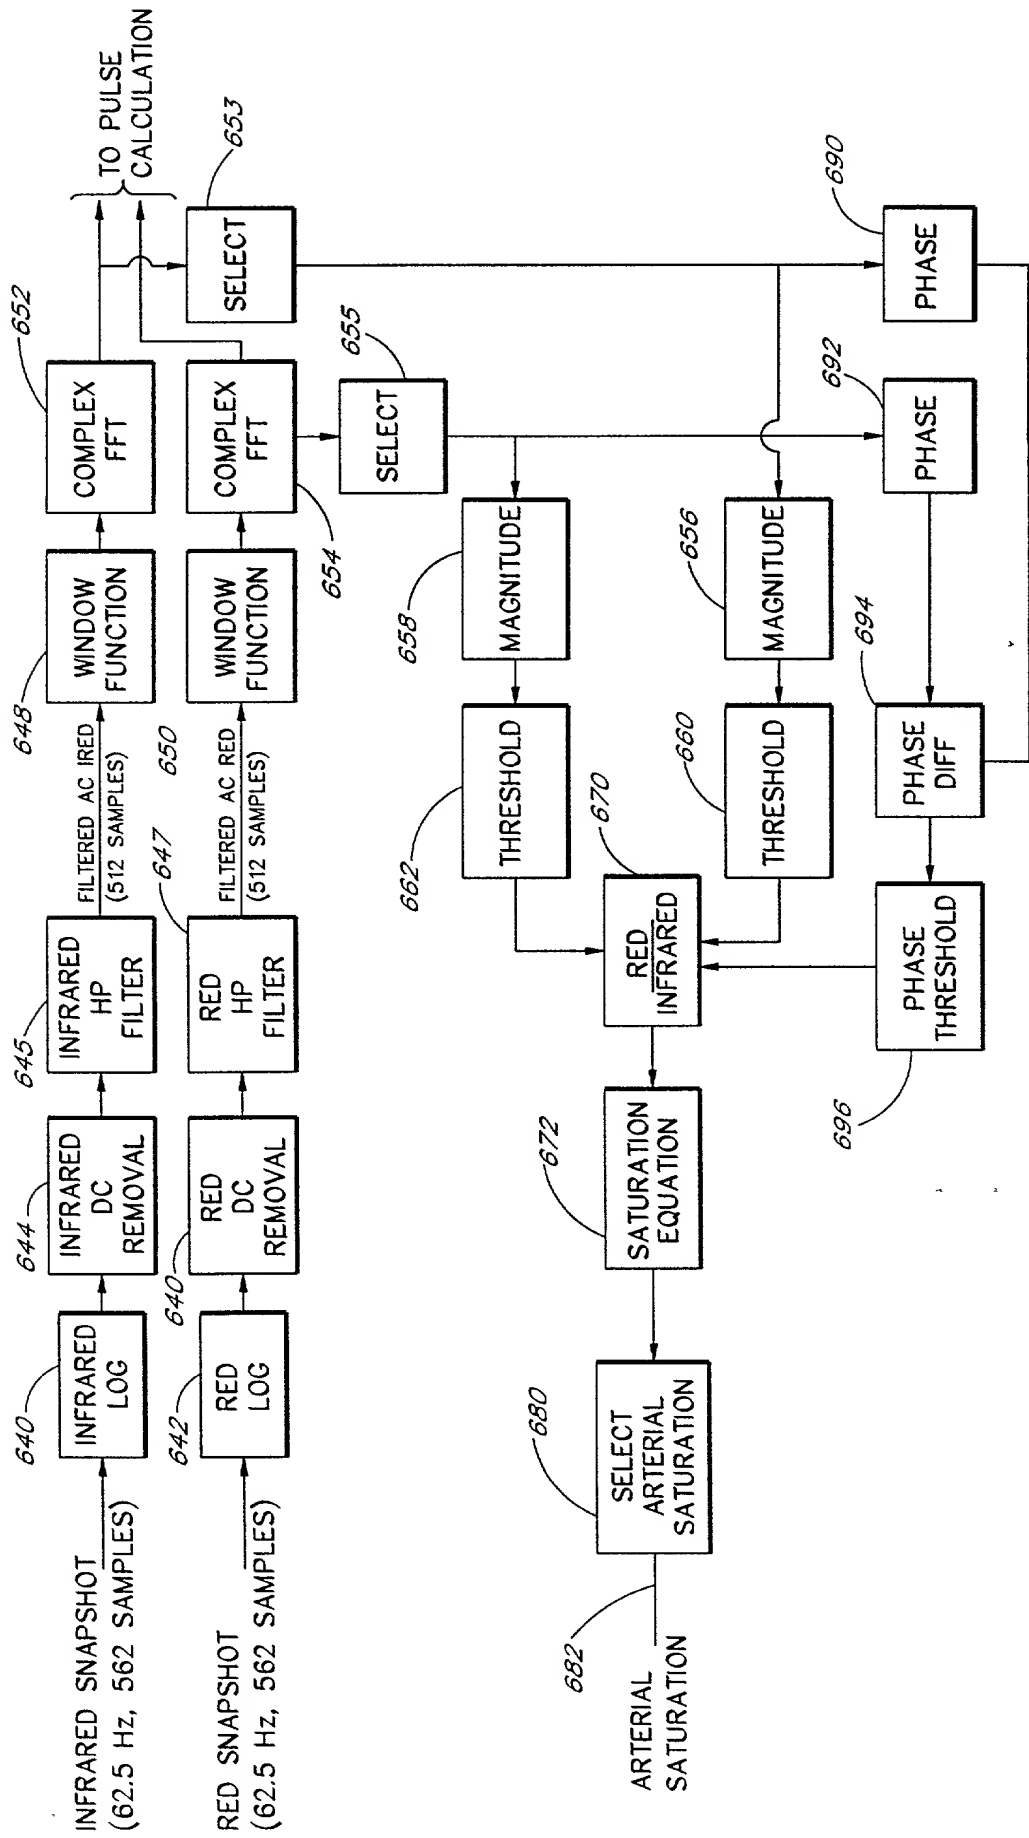 INFRARED SNAPSHOT
(62.5 Hz, 562 SAMPLES)
640
INFRARED
LOG
644
INFRARED
DC
REMOVAL
645
INFRARED
HP
FILTER
FILTERED AC IRED
(512 SAMPLES)
648
WINDOW
FUNCTION
652
COMPLEX
FFT
TO PULSE
CALCULATION
RED SNAPSHOT
(62.5 Hz, 562 SAMPLES)
642
RED
LOG
640
RED
DC
REMOVAL
647
RED
HP
FILTER
FILTERED AC RED
(512 SAMPLES)
650
WINDOW
FUNCTION
654
COMPLEX
FFT
653
SELECT
655
SELECT
658
MAGNITUDE
662
THRESHOLD
656
MAGNITUDE
660
THRESHOLD
670
RED
INFRARED
672
SATURATION
EQUATION
680
SELECT
ARTERIAL
SATURATION
682
ARTERIAL
SATURATION
690
PHASE
692
PHASE
694
PHASE
DIFF
696
PHASE
THRESHOLD